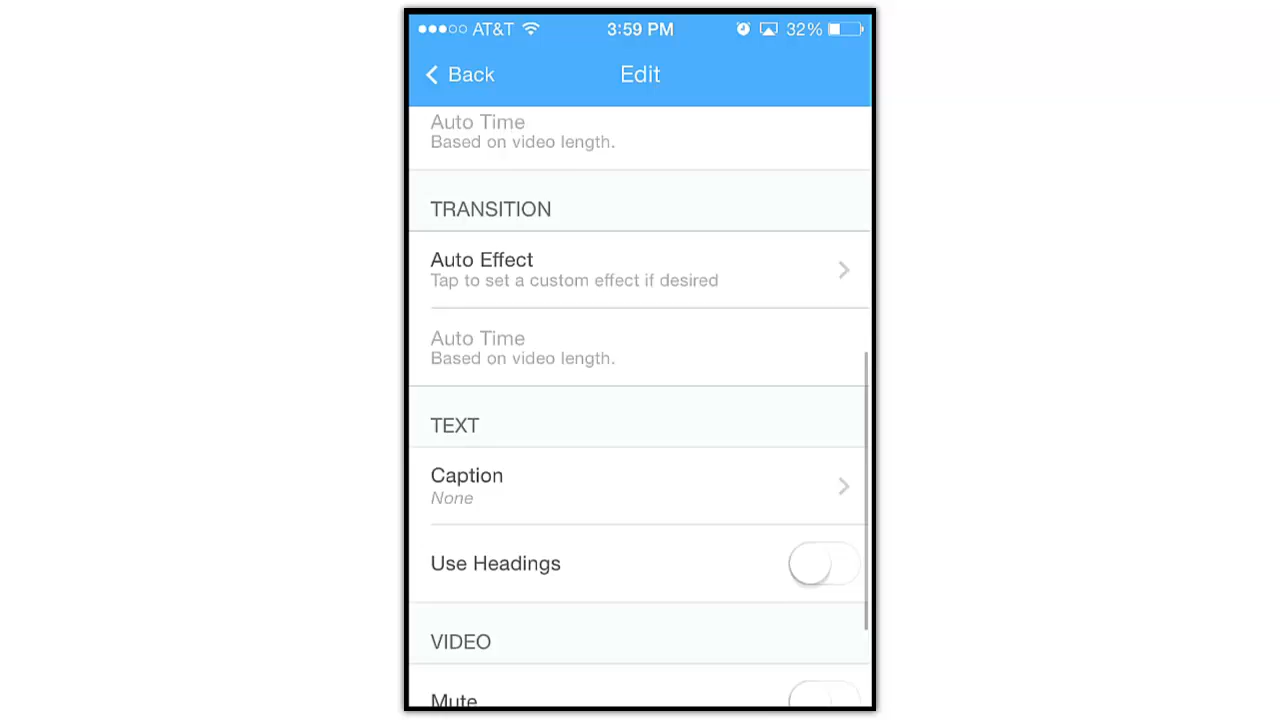 AT&T 3:59 PM 32%
Back Edit
Auto Time
Based on video length.
TRANSITION
Auto Effect
Tap to set a custom effect if desired
Auto Time
Based on video length.
TEXT
Caption
None
Use Headings
VIDEO
Mute